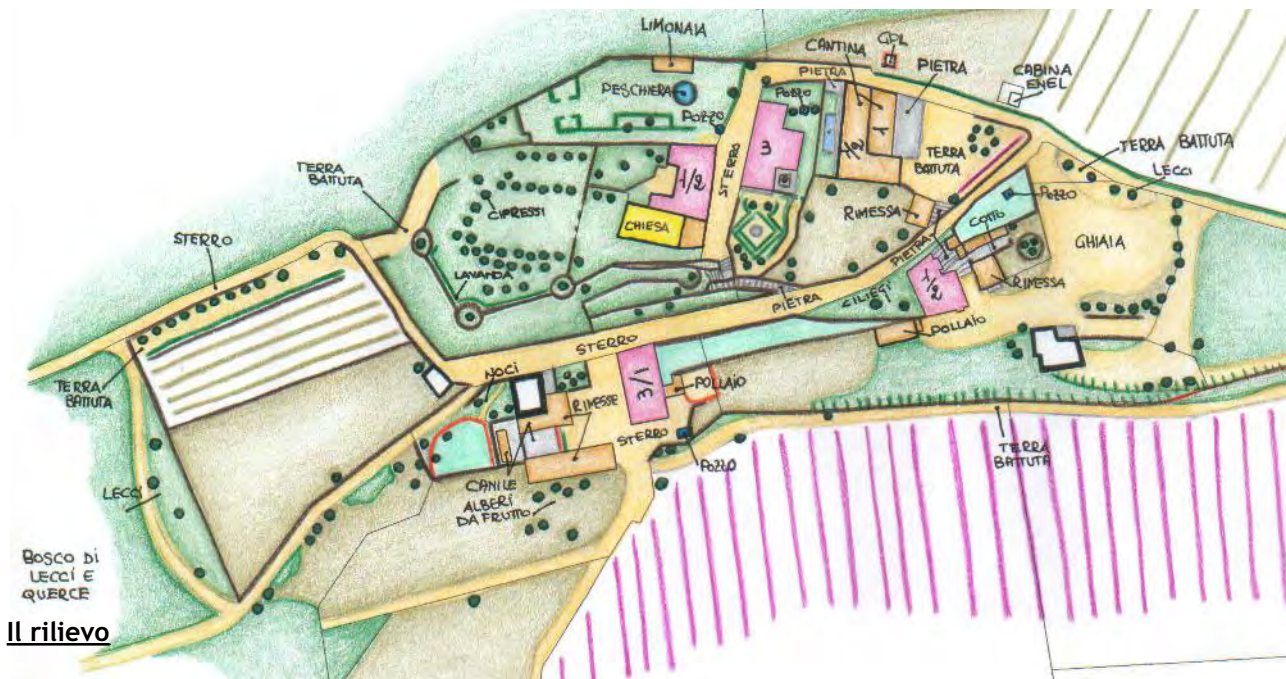 LIMONAIA
CANTINA
GPL
PIETRA
PIETRA
CABINA
ENEL
PESCHIERA
POZZO
POZZO
3
1/2
1
TERRA
BATTUTA
STERRO
TERRA BATTUTA
LECCI
TERRA
BATTUTA
1/2
CIPRESSI
CHIESA
RIMESSA
POZZO
COTTO
GHIAIA
STERRO
LAVANDA
PIETRA
PIETRA
CILIEGI
1/2
RIMESSA
POLLAIO
STERRO
TERRA
BATTUTA
NOCI
1/3
POLLAIO
RIMESSE
STERRO
POZZO
TERRA
BATTUTA
LECCI
CANILE
ALBERI
DA FRUTTO
BOSCO DI
LECCI E
QUERCE
Il rilievo